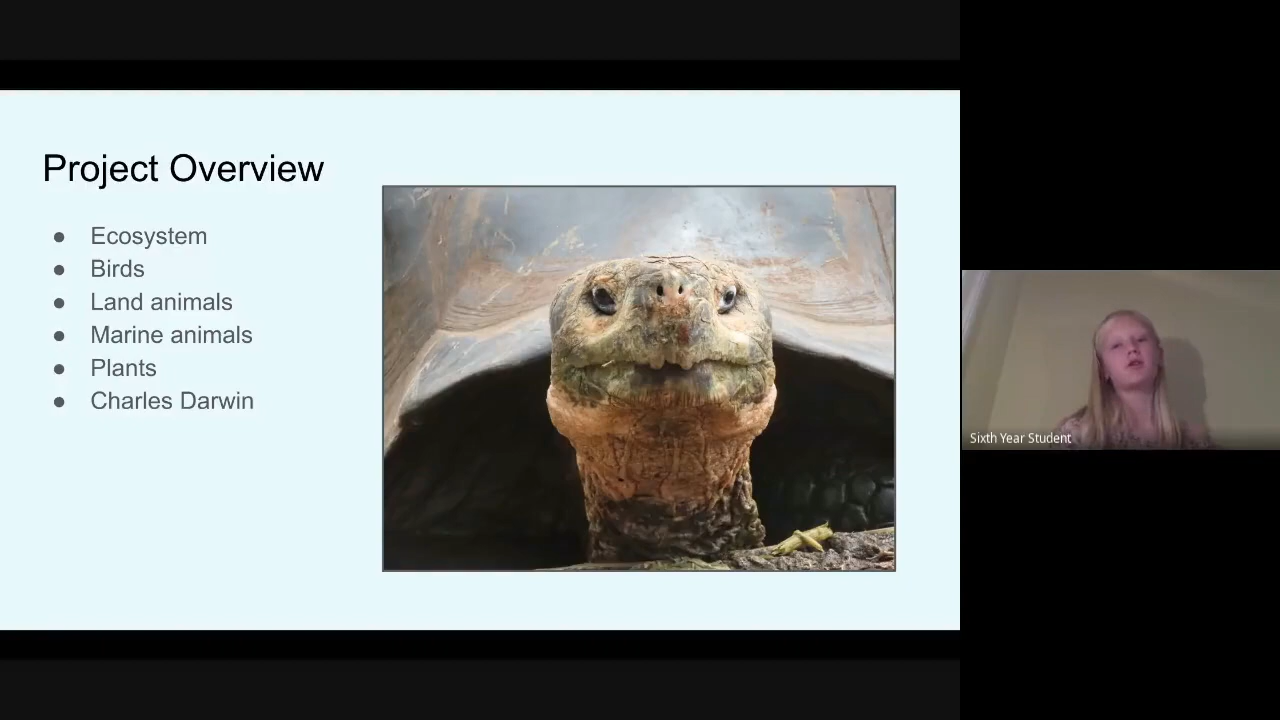 Project Overview
● Ecosystem
● Birds
● Land animals
● Marine animals
● Plants
● Charles Darwin
Sixth Year Student